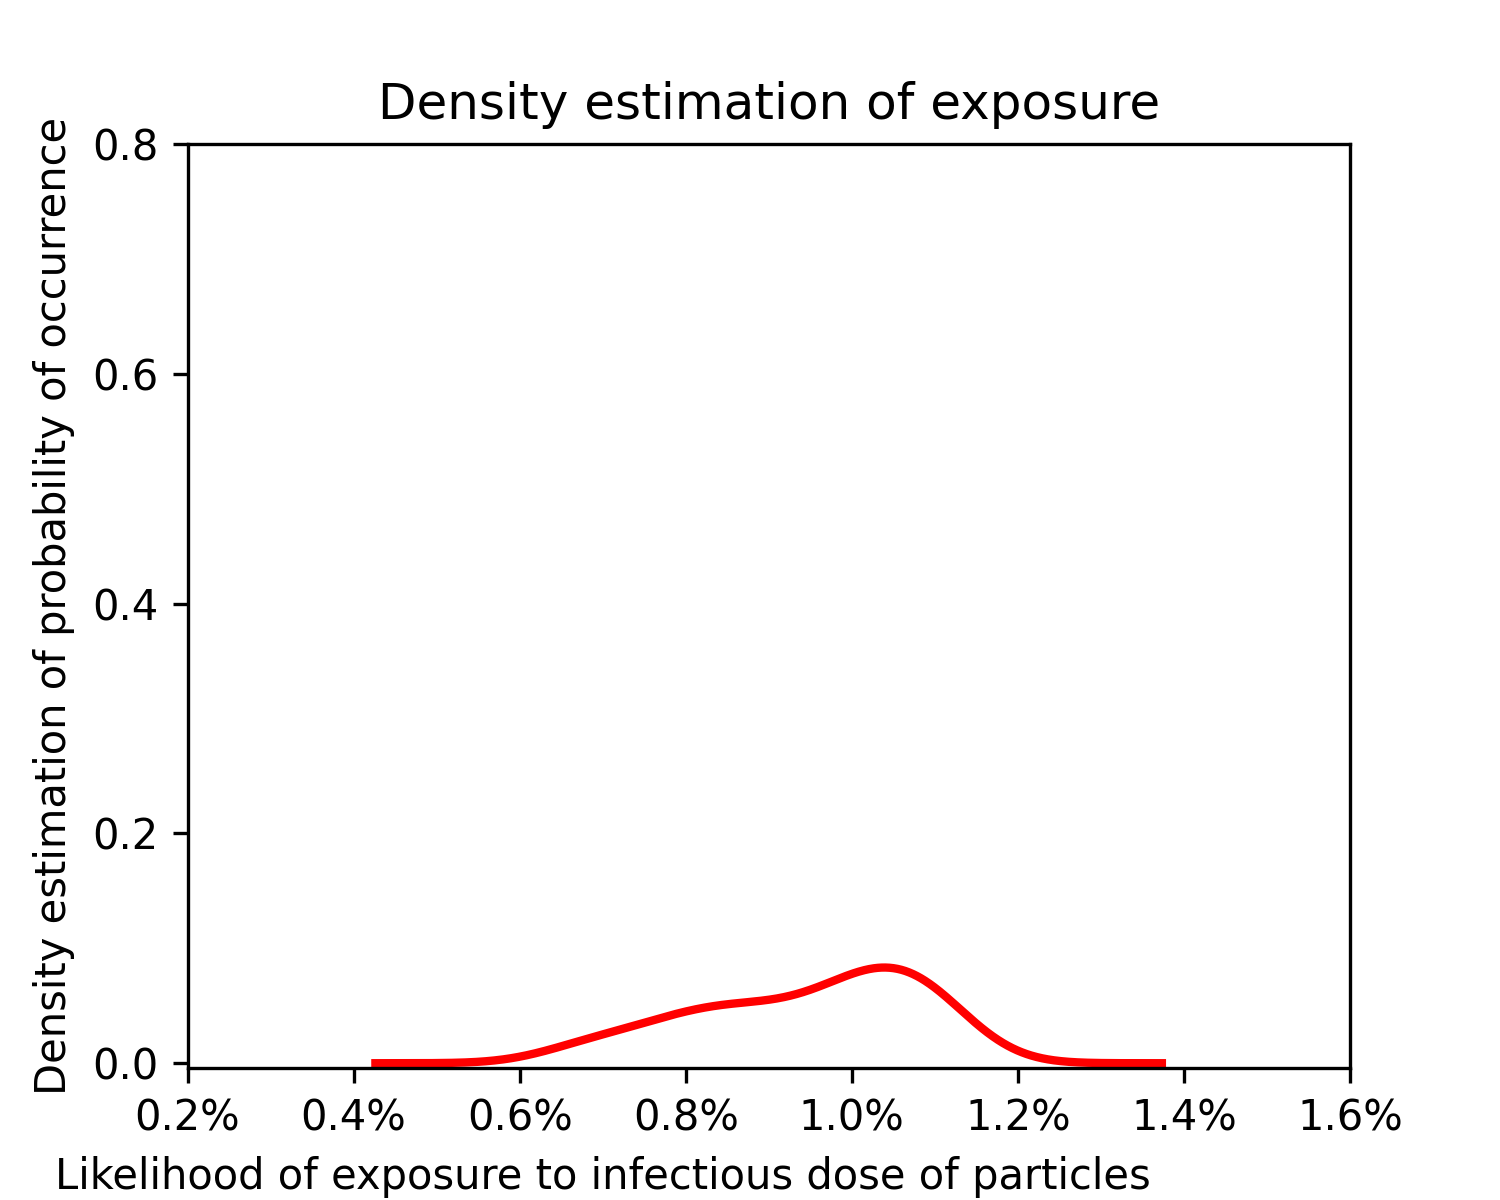 Density estimation of exposure
Density estimation of probability of occurrence
0.8
0.6
0.4
0.2
0.0
0.2% 0.4% 0.6% 0.8% 1.0% 1.2% 1.4% 1.6%
Likelihood of exposure to infectious dose of particles